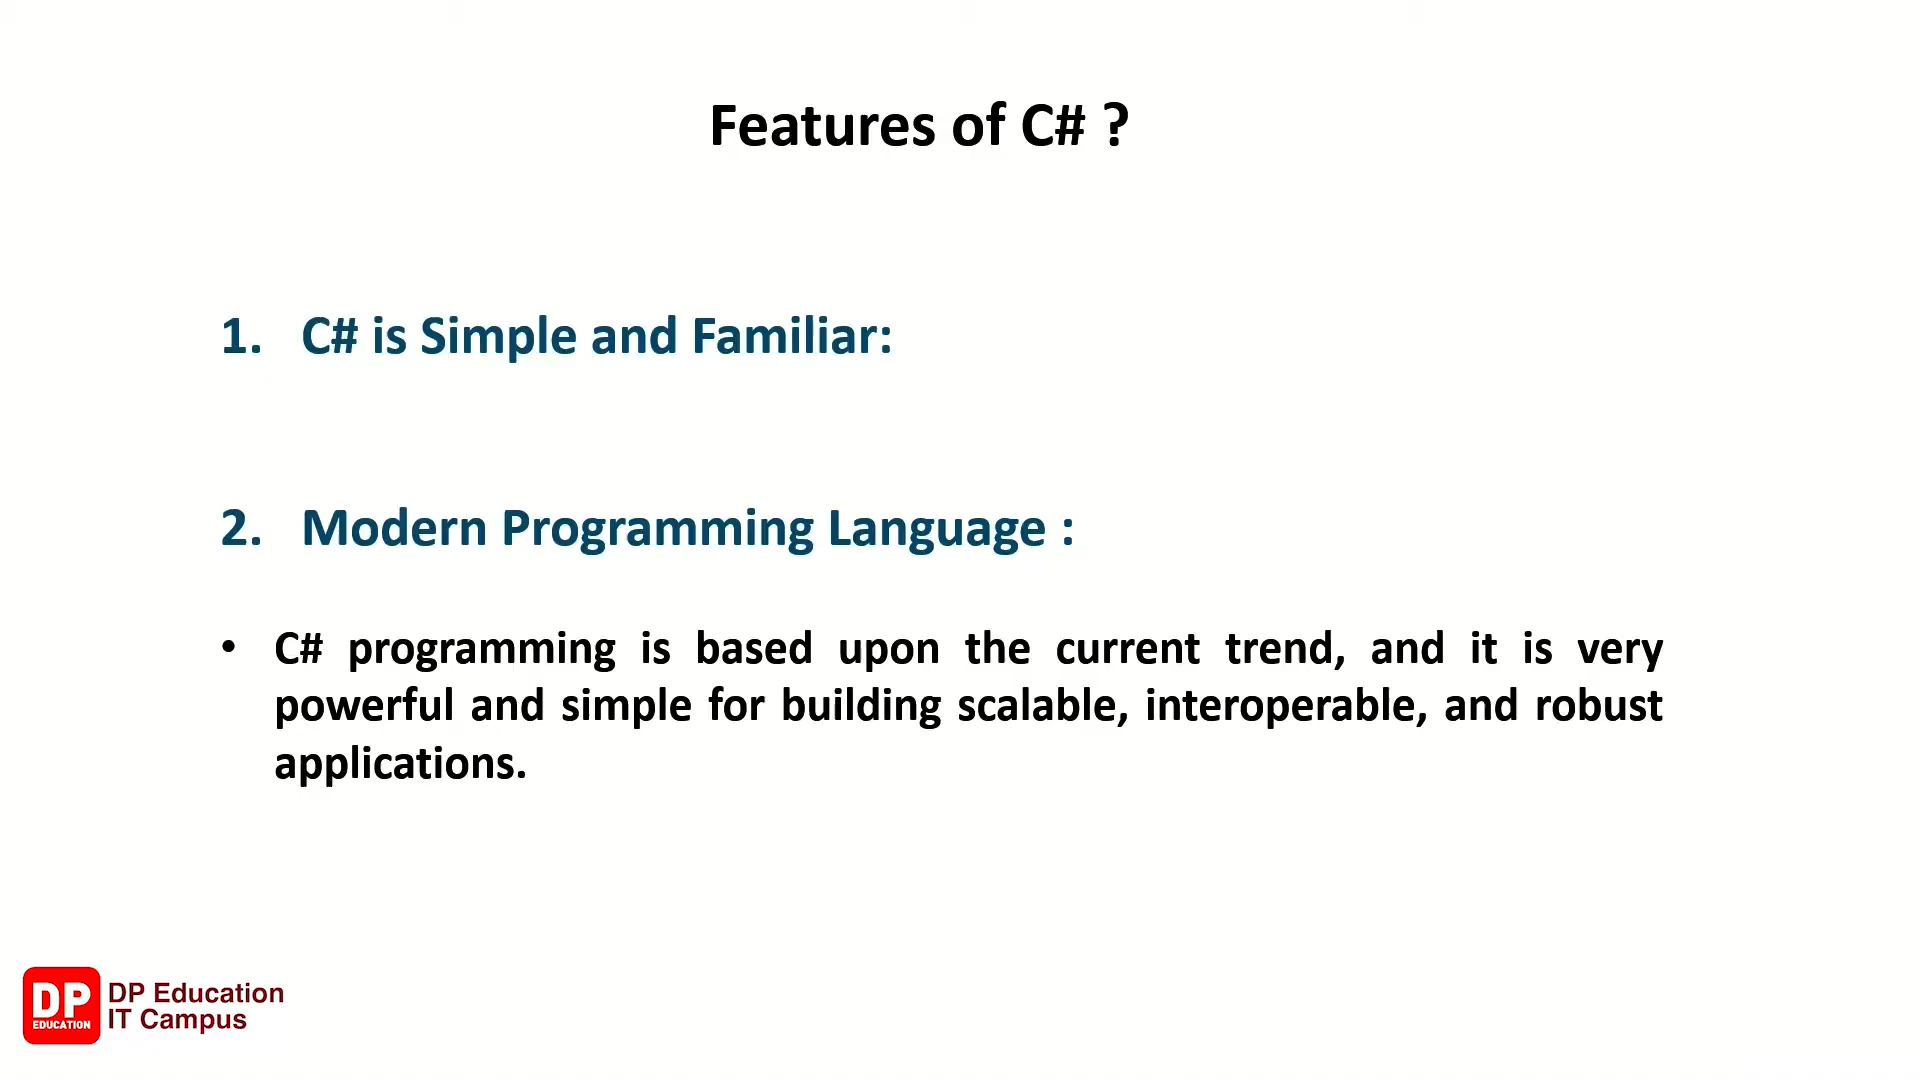 Features of C# ?
1. C# is Simple and Familiar:
2. Modern Programming Language :
• C# programming is based upon the current trend, and it is very
powerful and simple for building scalable, interoperable, and robust
applications.
DP
EDUCATION
DP Education
IT Campus